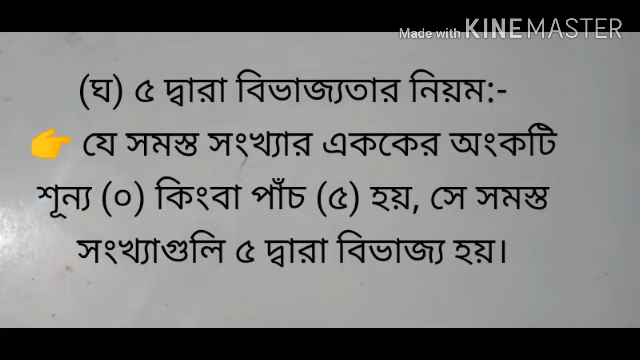 Made with KINEMASTER
(ঘ) ৫ দ্বারা বিভাজ্যতার নিয়ম:-
👉 যে সমস্ত সংখ্যার এককের অংকটি
শূন্য (০) কিংবা পাঁচ (৫) হয়, সে সমস্ত
সংখ্যাগুলি ৫ দ্বারা বিভাজ্য হয়।